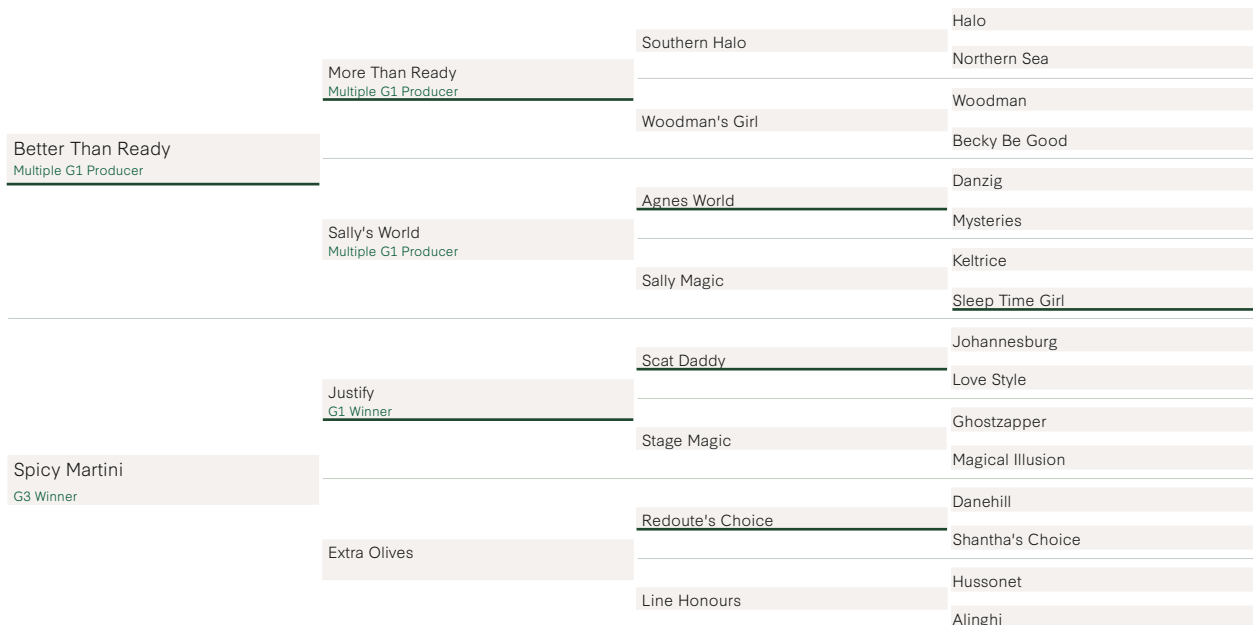 Better Than Ready
Multiple G1 Producer
Spicy Martini
G3 Winner
More Than Ready
Multiple G1 Producer
Sally's World
Multiple G1 Producer
Justify
G1 Winner
Extra Olives
Southern Halo
Woodman's Girl
Agnes World
Sally Magic
Scat Daddy
Stage Magic
Redoute's Choice
Line Honours
Halo
Northern Sea
Woodman
Becky Be Good
Danzig
Mysteries
Keltrice
Sleep Time Girl
Johannesburg
Love Style
Ghostzapper
Magical Illusion
Danehill
Shantha's Choice
Hussonet
Alinghi